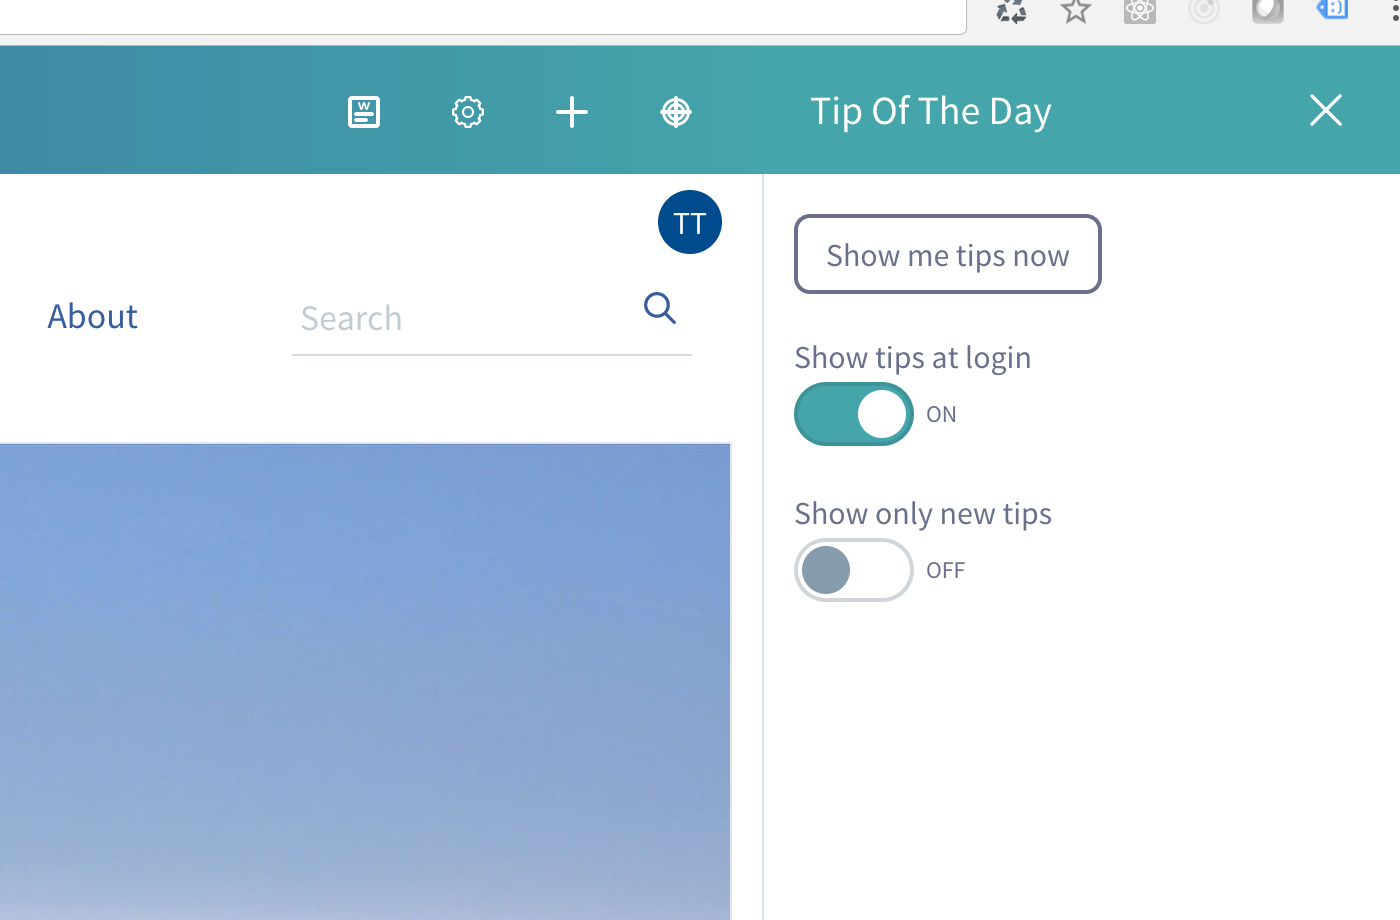 W
Tip Of The Day
TT
About
Search
Show me tips now
Show tips at login
ON
Show only new tips
OFF